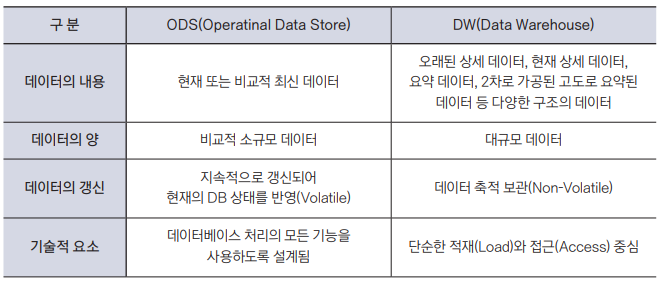 구 분 ODS(Operatinal Data Store) DW(Data Warehouse)
데이터의 내용 현재 또는 비교적 최신 데이터 오래된 상세 데이터, 현재 상세 데이터,
요약 데이터, 2차로 가공된 고도로 요약된
데이터 등 다양한 구조의 데이터
데이터의 양 비교적 소규모 데이터 대규모 데이터
데이터의 갱신 지속적으로 갱신되어
현재의 DB 상태를 반영(Volatile) 데이터 축적 보관(Non-Volatile)
기술적 요소 데이터베이스 처리의 모든 기능을
사용하도록 설계됨 단순한 적재(Load)와 접근(Access) 중심